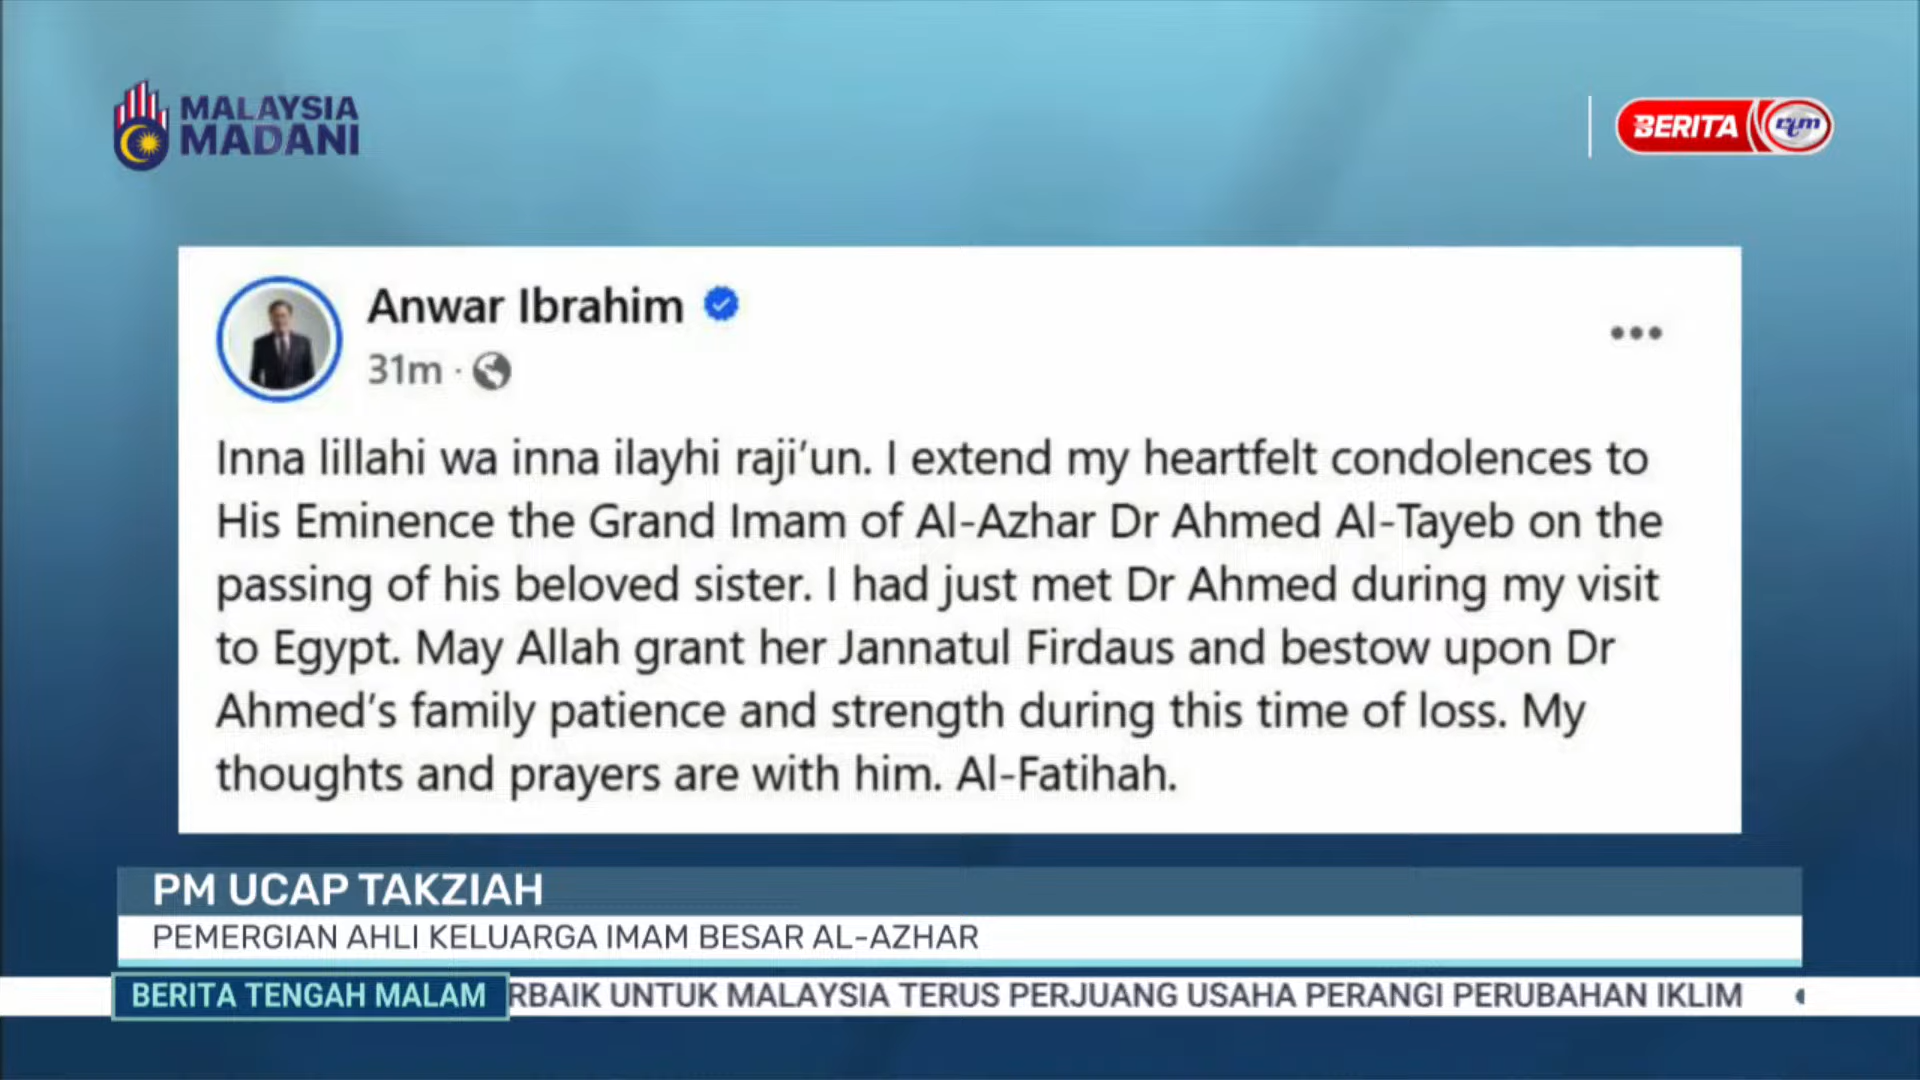 MALAYSIA
MADANI
BERITA rtm
Anwar Ibrahim
31m ·
Inna lillahi wa inna ilayhi raji’un. I extend my heartfelt condolences to
His Eminence the Grand Imam of Al-Azhar Dr Ahmed Al-Tayeb on the
passing of his beloved sister. I had just met Dr Ahmed during my visit
to Egypt. May Allah grant her Jannatul Firdaus and bestow upon Dr
Ahmed’s family patience and strength during this time of loss. My
thoughts and prayers are with him. Al-Fatihah.
PM UCAP TAKZIAH
PEMERGIAN AHLI KELUARGA IMAM BESAR AL-AZHAR
BERITA TENGAH MALAM
RBAIK UNTUK MALAYSIA TERUS PERJUANG USAHA PERANGI PERUBAHAN IKLIM